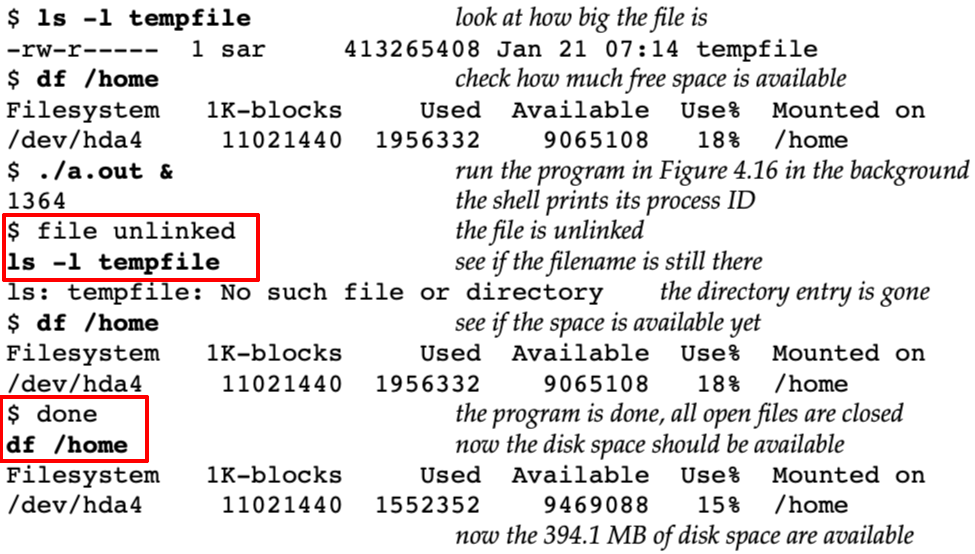 $ ls -l tempfile look at how big the file is
-rw-r----- 1 sar 413265408 Jan 21 07:14 tempfile
$ df /home check how much free space is available
Filesystem 1K-blocks Used Available Use% Mounted on
/dev/hda4 11021440 1956332 9065108 18% /home
$ ./a.out & run the program in Figure 4.16 in the background
1364 the shell prints its process ID
$ file unlinked the file is unlinked
ls -l tempfile see if the filename is still there
ls: tempfile: No such file or directory the directory entry is gone
$ df /home see if the space is available yet
Filesystem 1K-blocks Used Available Use% Mounted on
/dev/hda4 11021440 1956332 9065108 18% /home
$ done the program is done, all open files are closed
df /home now the disk space should be available
Filesystem 1K-blocks Used Available Use% Mounted on
/dev/hda4 11021440 1552352 9469088 15% /home
now the 394.1 MB of disk space are available